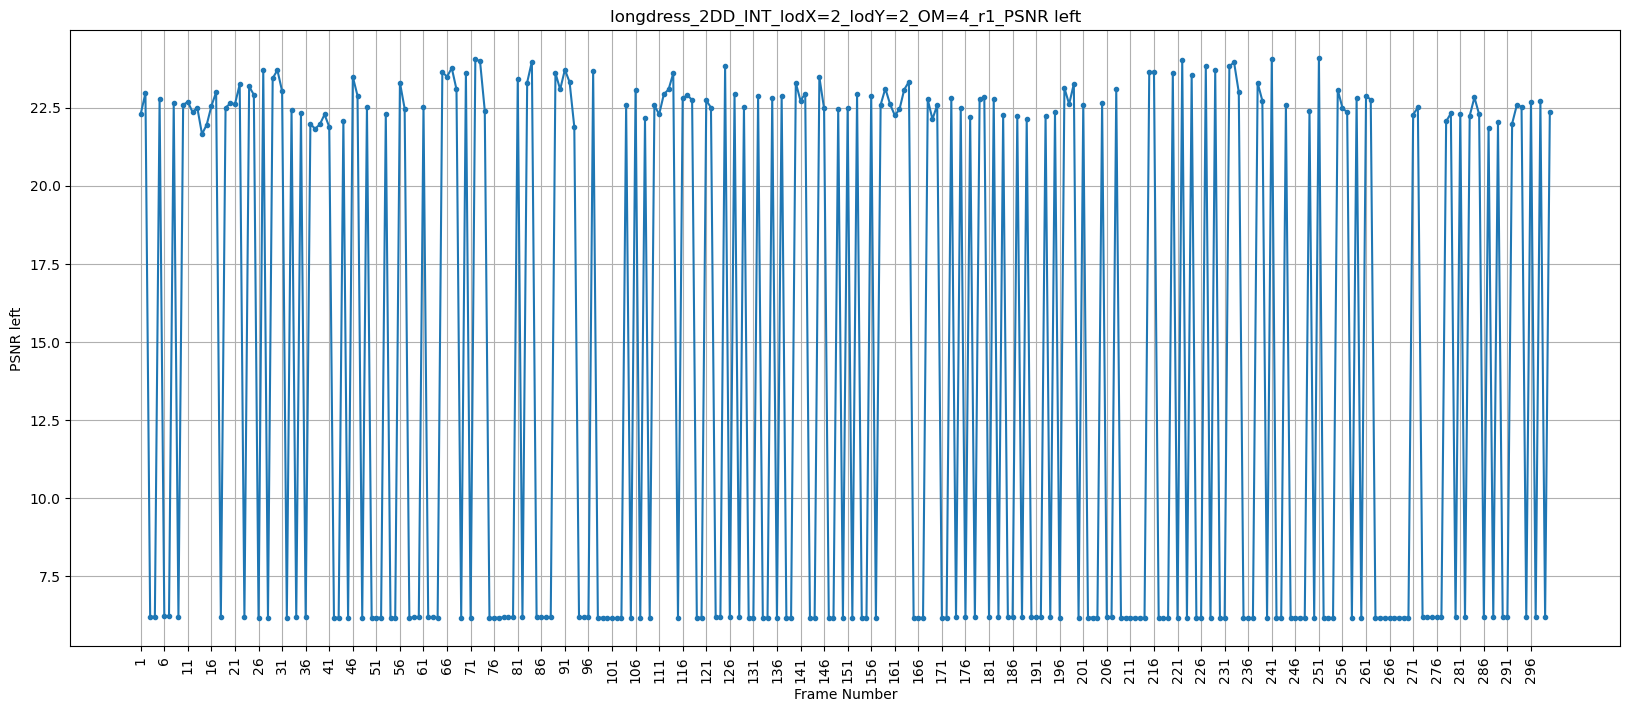 longdress_2DD_INT_lodX=2_lodY=2_OM=4_r1_PSNR left
PSNR left
22.5
20.0
17.5
15.0
12.5
10.0
7.5
1 6 11 16 21 26 31 36 41 46 51 56 61 66 71 76 81 86 91 96 101 106 111 116 121 126 131 136 141 146 151 156 161 166 171 176 181 186 191 196 201 206 211 216 221 226 231 236 241 246 251 256 261 266 271 276 281 286 291 296
Frame Number